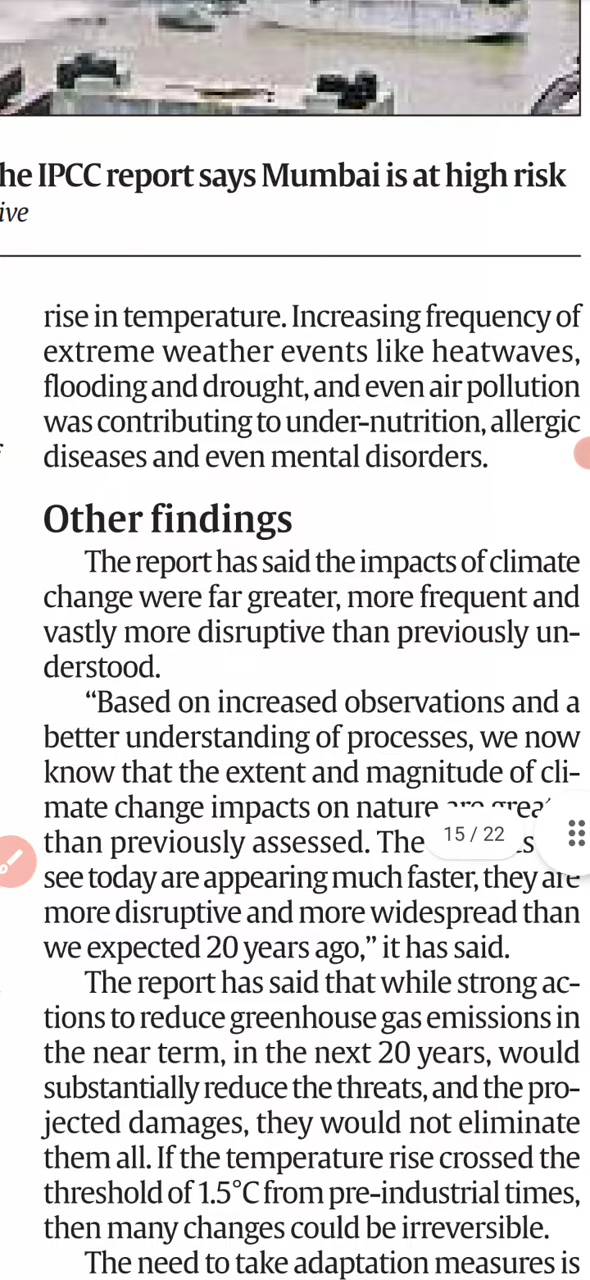 he IPCC report says Mumbai is at high risk
ive
rise in temperature. Increasing frequency of
extreme weather events like heatwaves,
flooding and drought, and even air pollution
was contributing to under-nutrition, allergic
diseases and even mental disorders.
Other findings
The report has said the impacts of climate
change were far greater, more frequent and
vastly more disruptive than previously un-
derstood.
“Based on increased observations and a
better understanding of processes, we now
know that the extent and magnitude of cli-
mate change impacts on nature are
than previously assessed. The
15 / 22
see today are appearing much faster, they are
more disruptive and more widespread than
we expected 20 years ago,” it has said.
The report has said that while strong ac-
tions to reduce greenhouse gas emissions in
the near term, in the next 20 years, would
substantially reduce the threats, and the pro-
jected damages, they would not eliminate
them all. If the temperature rise crossed the
threshold of 1.5°C from pre-industrial times,
then many changes could be irreversible.
The need to take adaptation measures is